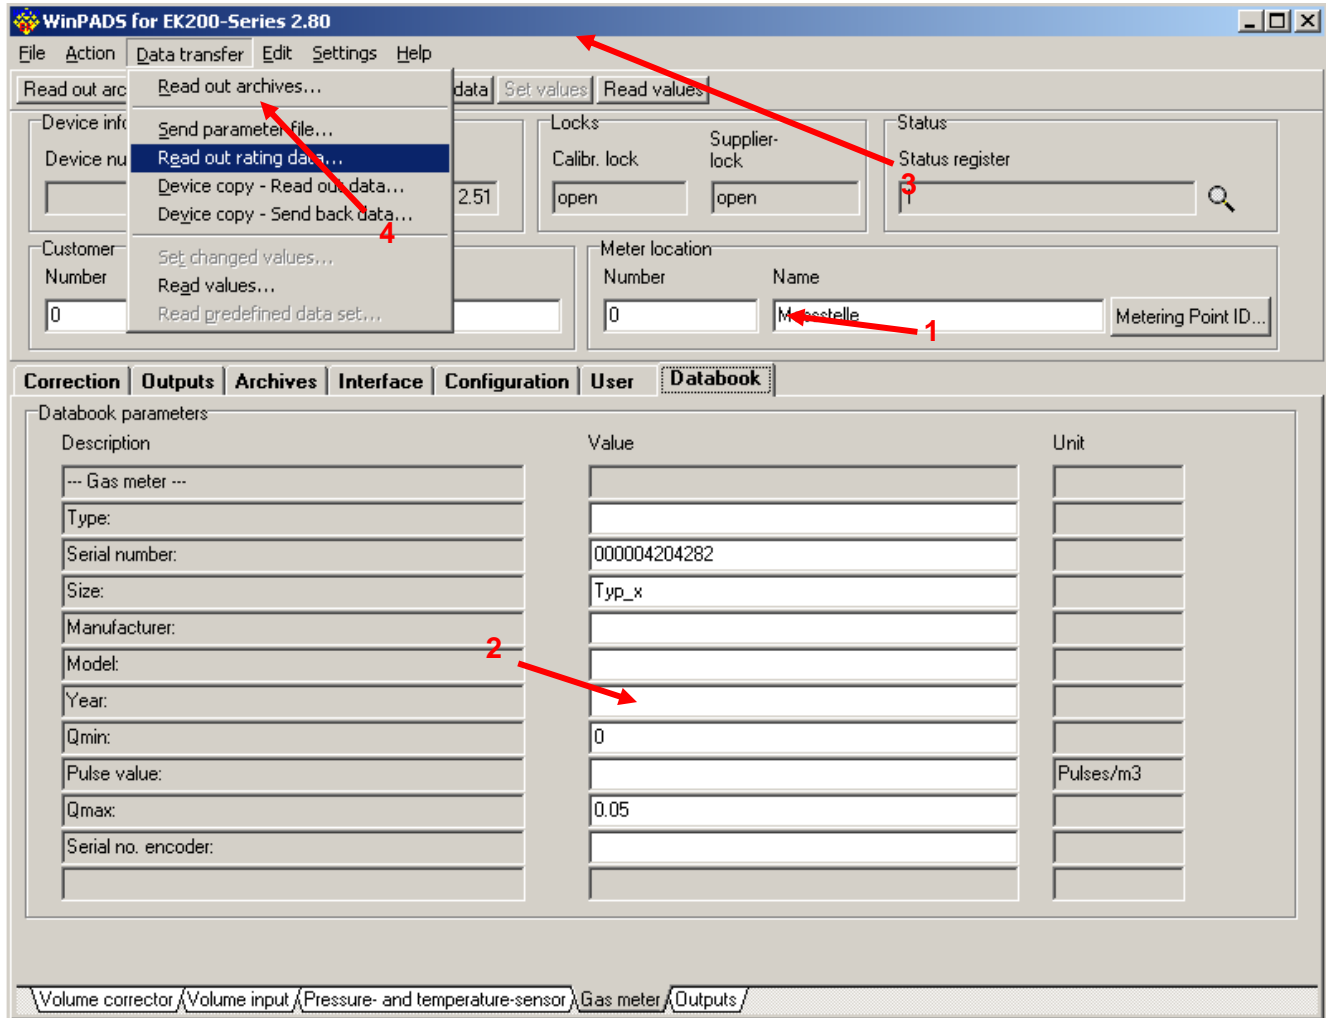 WinPADS for EK200-Series 2.80
File Action Data transfer Edit Settings Help
Read out arc data Set values Read values
Read out archives...
Send parameter file...
Read out rating data...
Device copy - Read out data...
Device copy - Send back data...
Set changed values...
Read values...
Read predefined data set...
4
Device info
Device nu
2.51
Locks
Calibr. lock
Supplier-
lock
open open
Status
Status register
3
1
Customer
Number
0
Meter location
Number Name
0 Messstelle Metering Point ID...
1
Correction Outputs Archives Interface Configuration User Databook
Databook parameters
Description Value Unit
--- Gas meter ---
Type:
Serial number: 000004204282
Size: Typ_x
Manufacturer:
2
Model:
Year:
Qmin: 0
Pulse value: Pulses/m3
Qmax: 0.05
Serial no. encoder:
Volume corrector Volume input Pressure- and temperature-sensor Gas meter Outputs